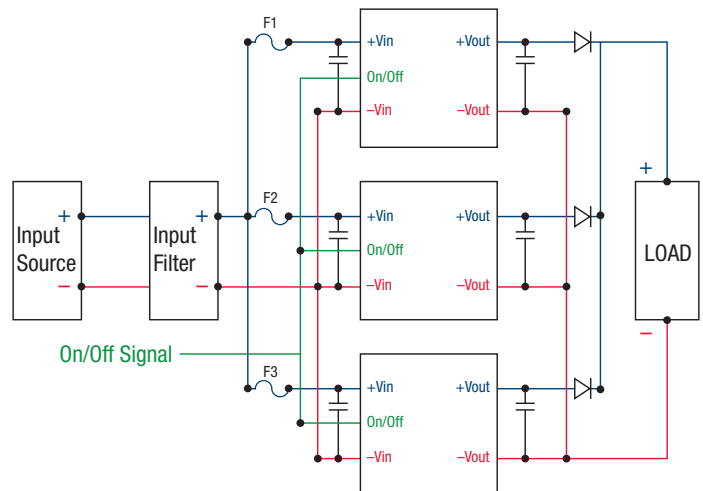 F1
+Vin
+Vout
On/Off
−Vin
−Vout
F2
+
Input
Source
−
+
Input
Filter
−
+Vin
+Vout
On/Off
−Vin
−Vout
+
LOAD
−
On/Off Signal
F3
+Vin
+Vout
On/Off
−Vin
−Vout